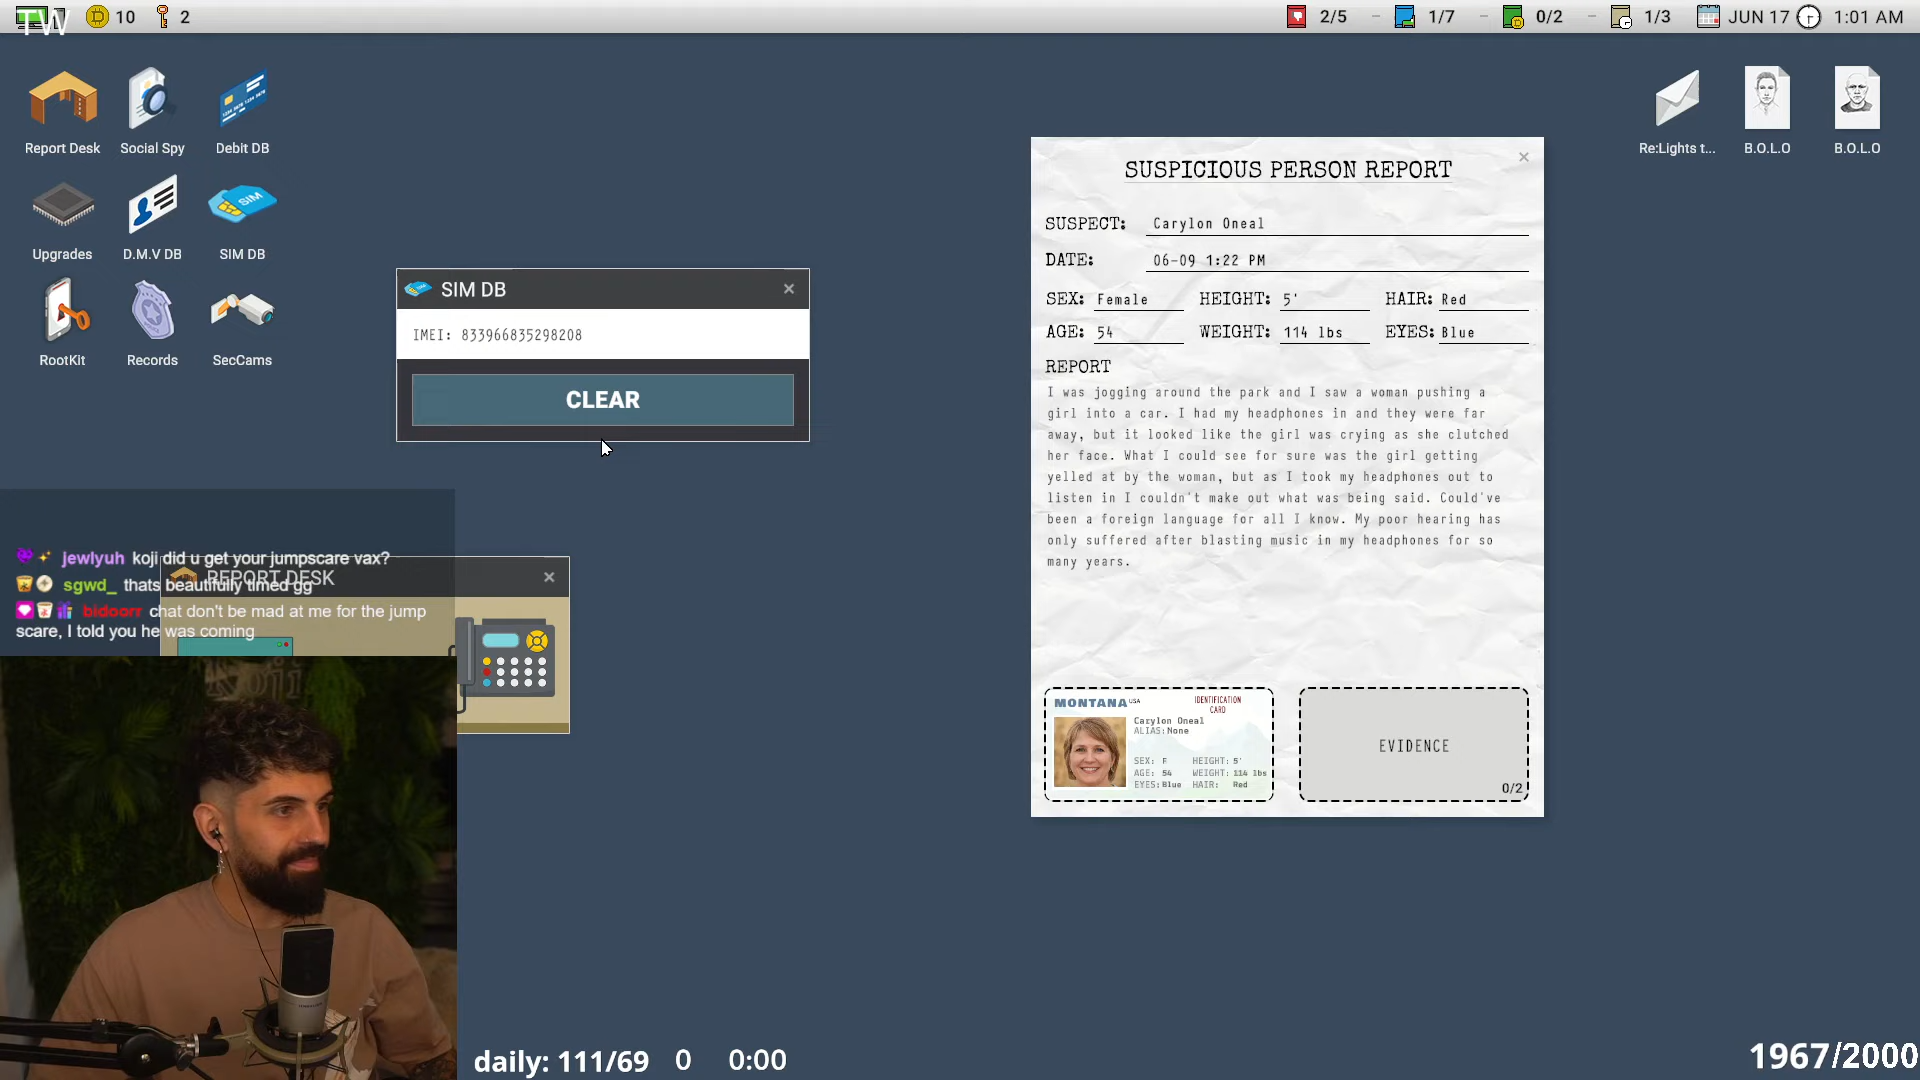 TW
10
2
2/5
1/7
0/2
1/3
JUN 17
1:01 AM
Report Desk
Social Spy
Debit DB
Upgrades
D.M.V DB
SIM DB
RootKit
Records
SecCams
Re:Lights t...
B.O.L.O
B.O.L.O
SIM DB
IMEI: 833966835298208
CLEAR
SUSPICIOUS PERSON REPORT
SUSPECT: Carylon Oneal
DATE: 06-09 1:22 PM
SEX: Female HEIGHT: 5' HAIR: Red
AGE: 54 WEIGHT: 114 lbs EYES: Blue
REPORT
I was jogging around the park and I saw a woman pushing a
girl into a car. I had my headphones in and they were far
away, but it looked like the girl was crying as she clutched
her face. What I could see for sure was the girl getting
yelled at by the woman, but as I took my headphones out to
listen in I couldn't make out what was being said. Could've
been a foreign language for all I know. My poor hearing has
only suffered after blasting music in my headphones for so
many years.
MONTANA USA
IDENTIFICATION
CARD
Carylon Oneal
ALIAS: None
SEX: F HEIGHT: 5'
AGE: 54 WEIGHT: 114 lbs
EYES: Blue HAIR: Red
EVIDENCE
0/2
jewlyuh koji did u get your jumpscare vax?
REPORT DESK
sgwd_ thats beautifully timed gg
bidoorr chat don't be mad at me for the jump
scare, I told you he was coming
Koji
daily: 111/69 0 0:00
1967/2000